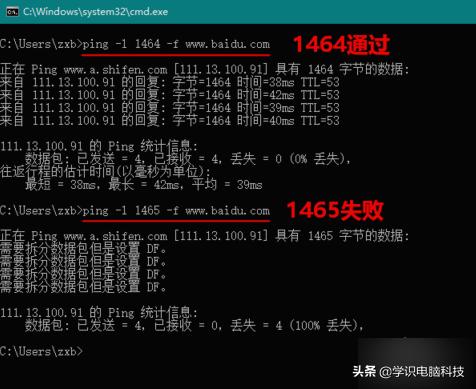 C:\Windows\system32\cmd.exe
C:\Users\zxb>ping -l 1464 -f www.baidu.com
1464通过
正在 Ping www.a.shifen.com [111.13.100.91] 具有 1464 字节的数据:
来自 111.13.100.91 的回复: 字节=1464 时间=38ms TTL=53
来自 111.13.100.91 的回复: 字节=1464 时间=42ms TTL=53
来自 111.13.100.91 的回复: 字节=1464 时间=39ms TTL=53
来自 111.13.100.91 的回复: 字节=1464 时间=40ms TTL=53
111.13.100.91 的 Ping 统计信息:
数据包: 已发送 = 4, 已接收 = 4, 丢失 = 0 (0% 丢失),
往返行程的估计时间(以毫秒为单位):
最短 = 38ms, 最长 = 42ms, 平均 = 39ms
C:\Users\zxb>ping -l 1465 -f www.baidu.com
1465失败
正在 Ping www.a.shifen.com [111.13.100.91] 具有 1465 字节的数据:
需要拆分数据包但是设置 DF。
需要拆分数据包但是设置 DF。
需要拆分数据包但是设置 DF。
需要拆分数据包但是设置 DF。
111.13.100.91 的 Ping 统计信息:
数据包: 已发送 = 4, 已接收 = 0, 丢失 = 4 (100% 丢失),
C:\Users\zxb>
头条 @学识电脑科技